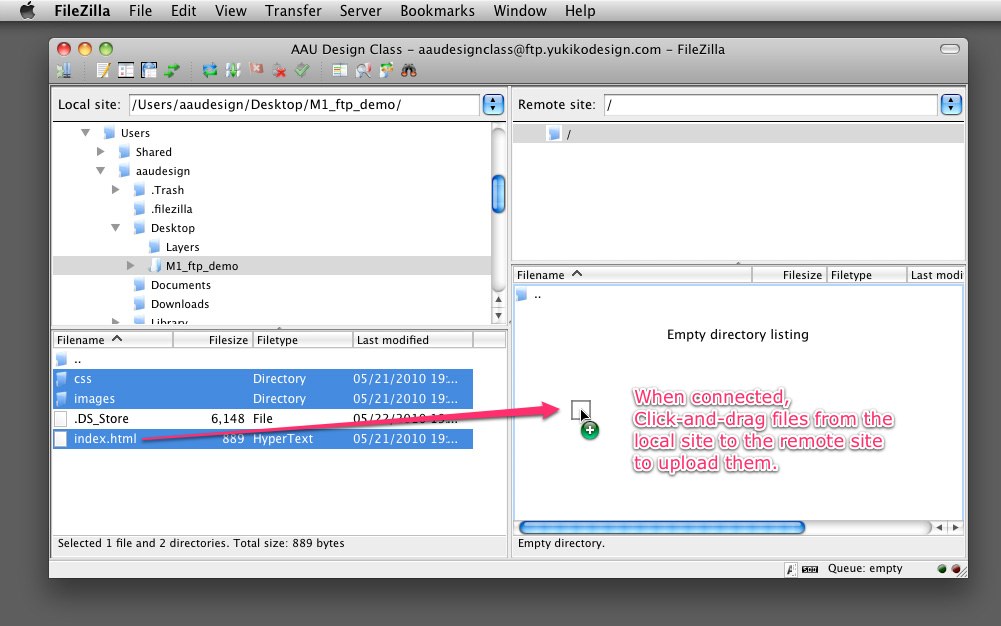 FileZilla File Edit View Transfer Server Bookmarks Window Help
AAU Design Class - aaudesignclass@ftp.yukikodesign.com - FileZilla
Local site: /Users/aaudesign/Desktop/M1_ftp_demo/
Remote site: /
Users
Shared
aaudesign
.Trash
.filezilla
Desktop
Layers
M1_ftp_demo
Documents
Downloads
Library
/
Filename Filesize Filetype Last modified
..
css Directory 05/21/2010 19:...
images Directory 05/21/2010 19:...
.DS_Store 6,148 File
index.html 889 HyperText 05/21/2010 19:...
Selected 1 file and 2 directories. Total size: 889 bytes
Filename Filesize Filetype Last modi
..
Empty directory listing
When connected,
Click-and-drag files from the
local site to the remote site
to upload them.
Empty directory.
Queue: empty